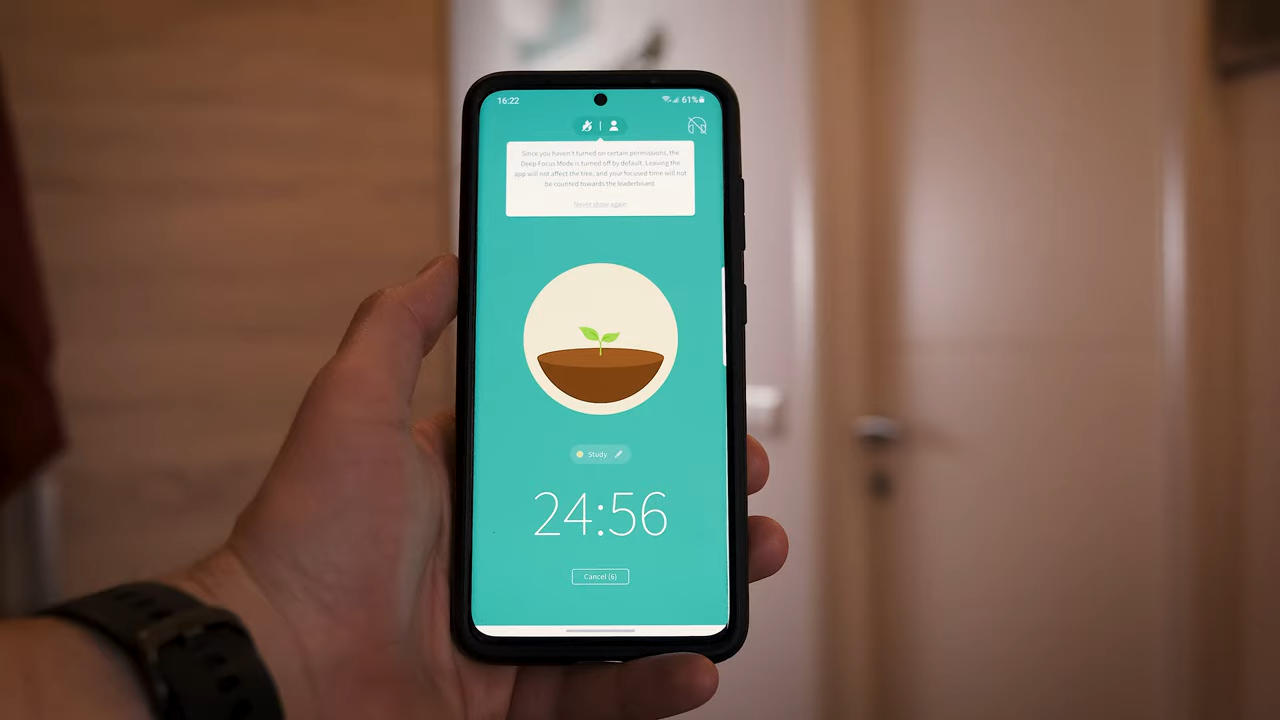 16:22
61%
Since you haven't turned on certain permissions, the
Deep Focus Mode is turned off by default. Leaving the
app will not affect the tree, and your focused time will not
be counted towards the leaderboard.
Never show again
Study
24:56
Cancel (6)